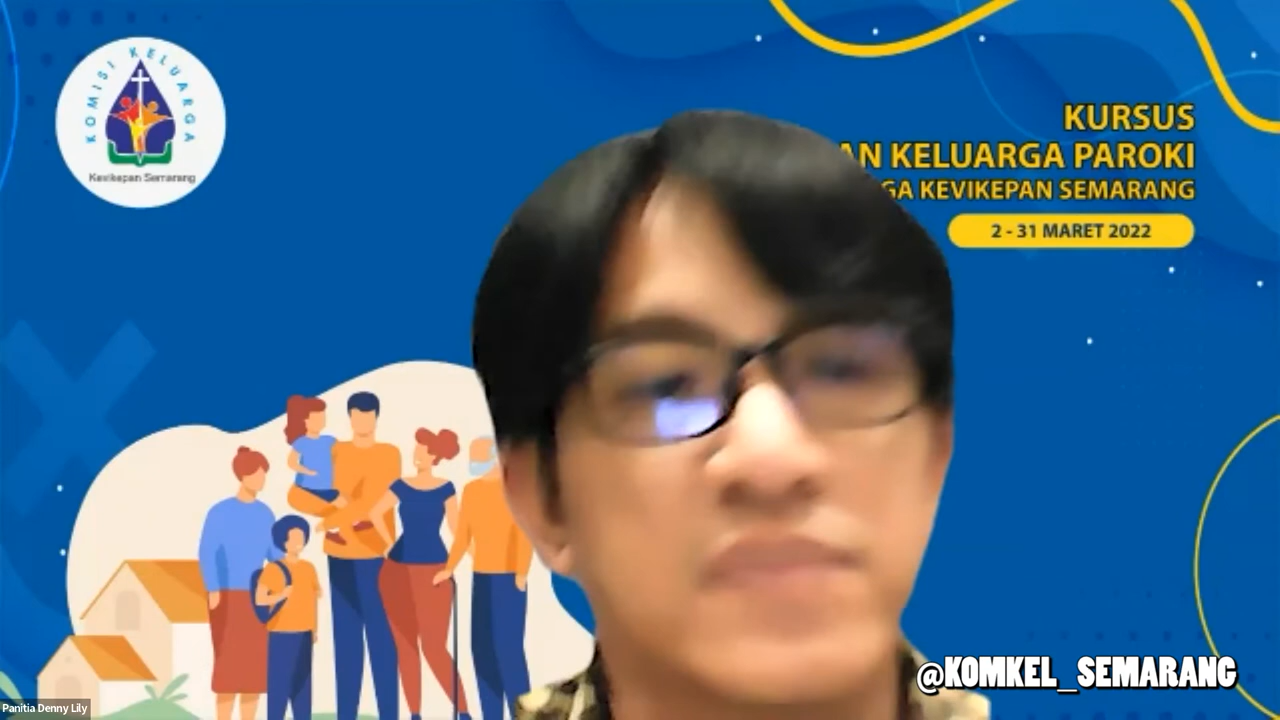 KOMISI KELUARGA
Kevikepan Semarang
KURSUS
AN KELUARGA PAROKI
GA KEVIKEPAN SEMARANG
2 - 31 MARET 2022
@KOMKEL_SEMARANG
Panitia Denny Lily